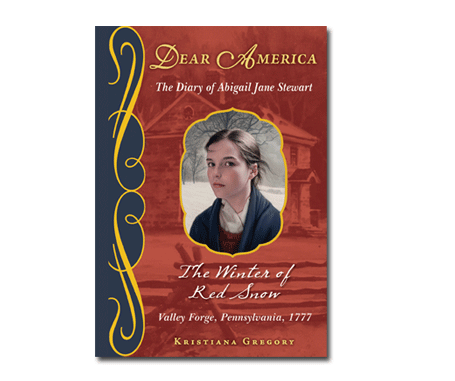 DEAR AMERICA
The Diary of Abigail Jane Stewart
The Winter of
Red Snow
Valley Forge, Pennsylvania, 1777
KRISTIANA GREGORY